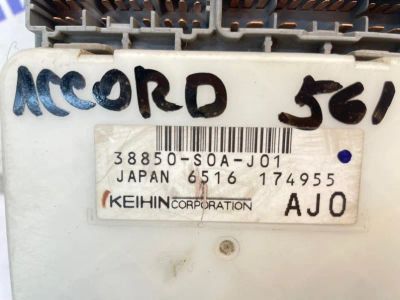 ACCORD 561
38850-S0A-J01
JAPAN 6516 174955
KEIHIN CORPORATION AJ0